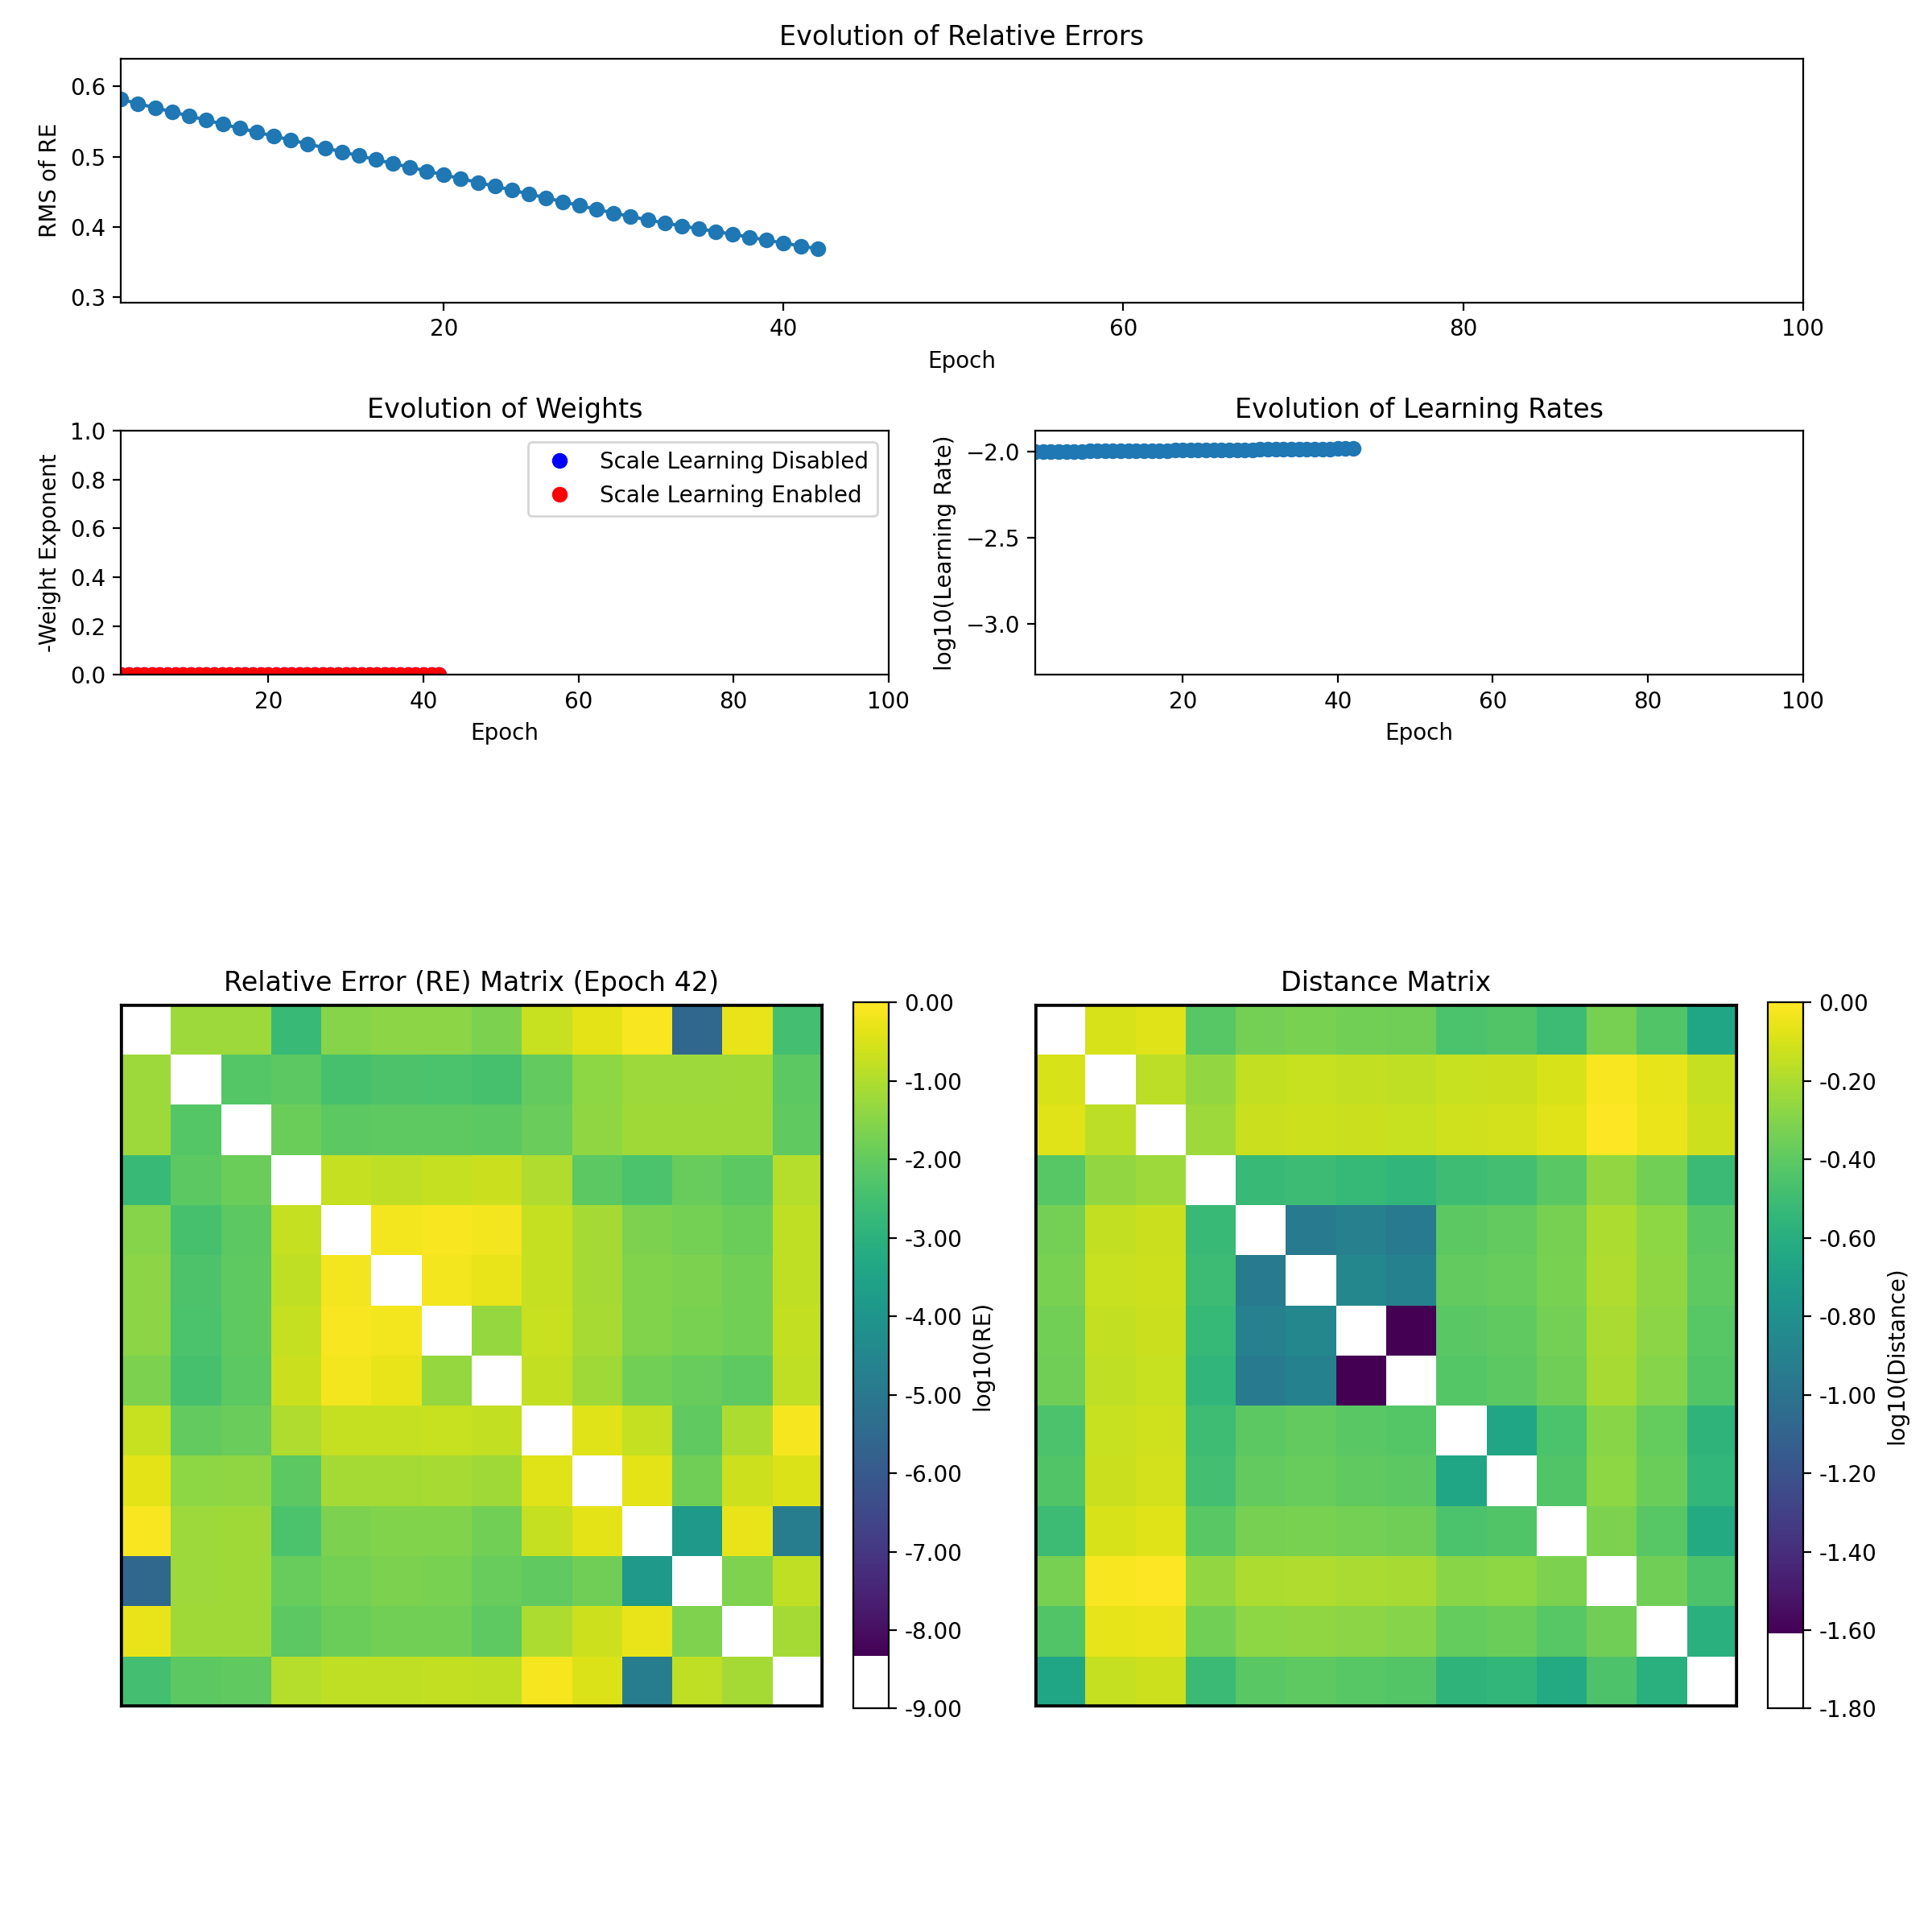 Evolution of Relative Errors
RMS of RE
0.6
0.5
0.4
0.3
20 40 60 80 100
Epoch
Evolution of Weights
-Weight Exponent
1.0
0.8
0.6
0.4
0.2
0.0
Scale Learning Disabled
Scale Learning Enabled
20 40 60 80 100
Epoch
Evolution of Learning Rates
log10(Learning Rate)
−2.0
−2.5
−3.0
20 40 60 80 100
Epoch
Relative Error (RE) Matrix (Epoch 42)
0.00
-1.00
-2.00
-3.00
-4.00
-5.00
-6.00
-7.00
-8.00
-9.00
log10(RE)
Distance Matrix
0.00
-0.20
-0.40
-0.60
-0.80
-1.00
-1.20
-1.40
-1.60
-1.80
log10(Distance)